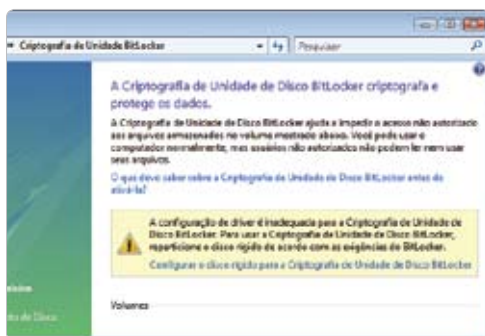 Criptografia de Unidade BitLocker
Pesquisar
A Criptografia de Unidade de Disco BitLocker criptografa e
protege os dados.
A Criptografia de Unidade de Disco BitLocker ajuda a impedir o acesso não autorizado
aos arquivos armazenados no volume mostrado abaixo. Você pode usar o
computador normalmente, mas usuários não autorizados não podem ler nem usar
seus arquivos.
O que devo saber sobre a Criptografia de Unidade de Disco BitLocker antes de
ativá-la?
A configuração de driver é inadequada para a Criptografia de Unidade de
Disco BitLocker. Para usar a Criptografia de Unidade de Disco BitLocker,
reparticione o disco rígido de acordo com as exigências do BitLocker.
Configurar o disco rígido para a Criptografia de Unidade de Disco BitLocker
Volumes
de Disco